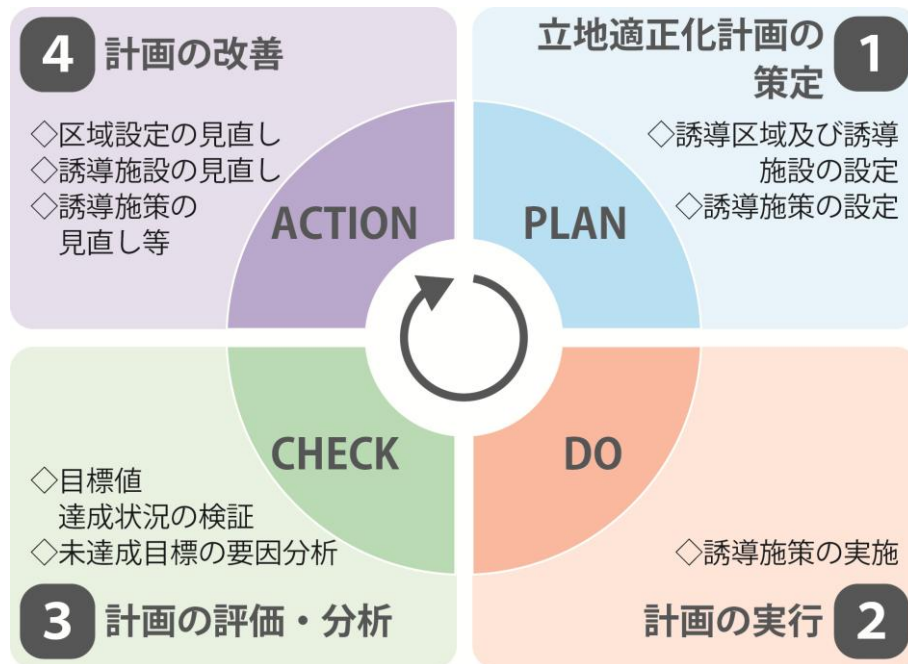 1
立地適正化計画の
策定
◇誘導区域及び誘導
施設の設定
◇誘導施策の設定
PLAN
DO
◇誘導施策の実施
計画の実行
2
CHECK
◇目標値
達成状況の検証
◇未達成目標の要因分析
3
計画の評価・分析
4
計画の改善
◇区域設定の見直し
◇誘導施設の見直し
◇誘導施策の
見直し等
ACTION